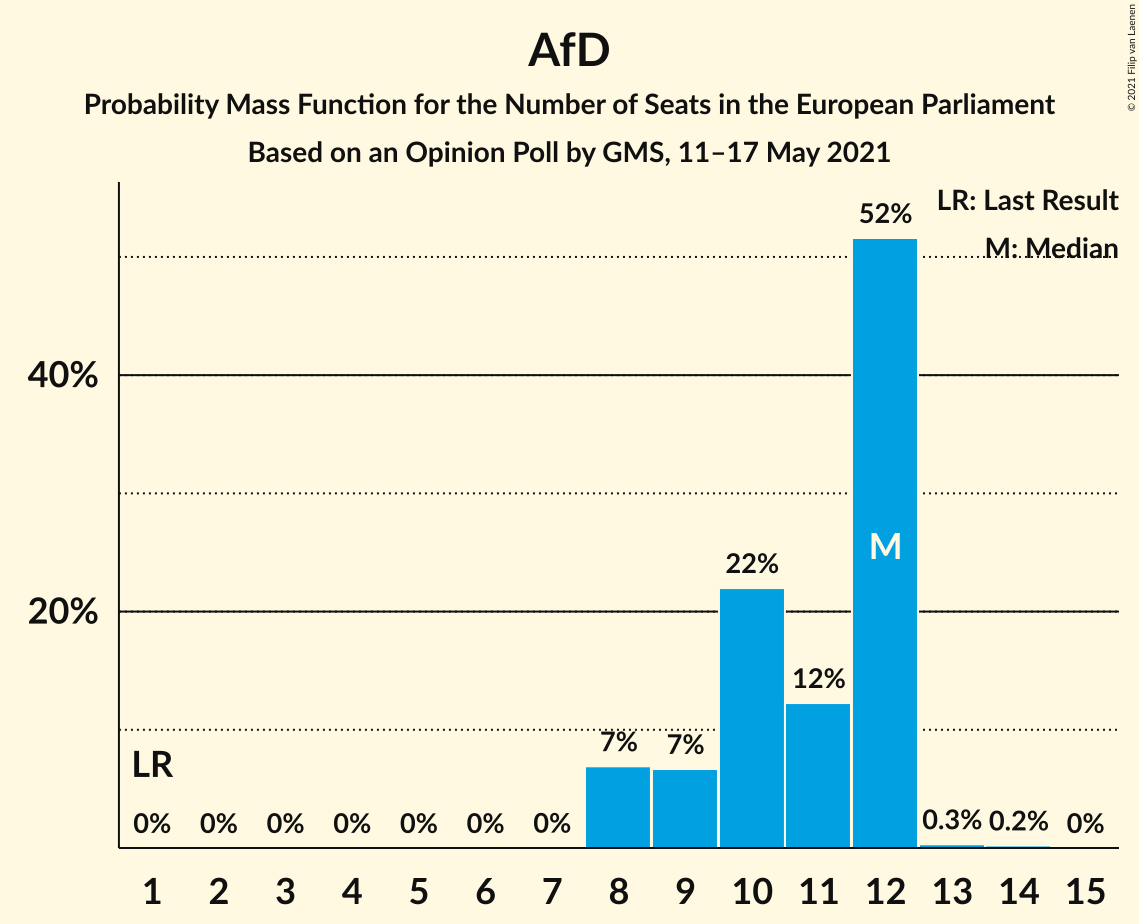 AfD
Probability Mass Function for the Number of Seats in the European Parliament
Based on an Opinion Poll by GMS, 11–17 May 2021
© 2021 Filip van Laenen
LR: Last Result
M: Median
52%
40%
M
22%
20%
12%
LR
7%
7%
0%
0%
0%
0%
0%
0%
0%
0.3%
0.2%
0%
1 2 3 4 5 6 7 8 9 10 11 12 13 14 15